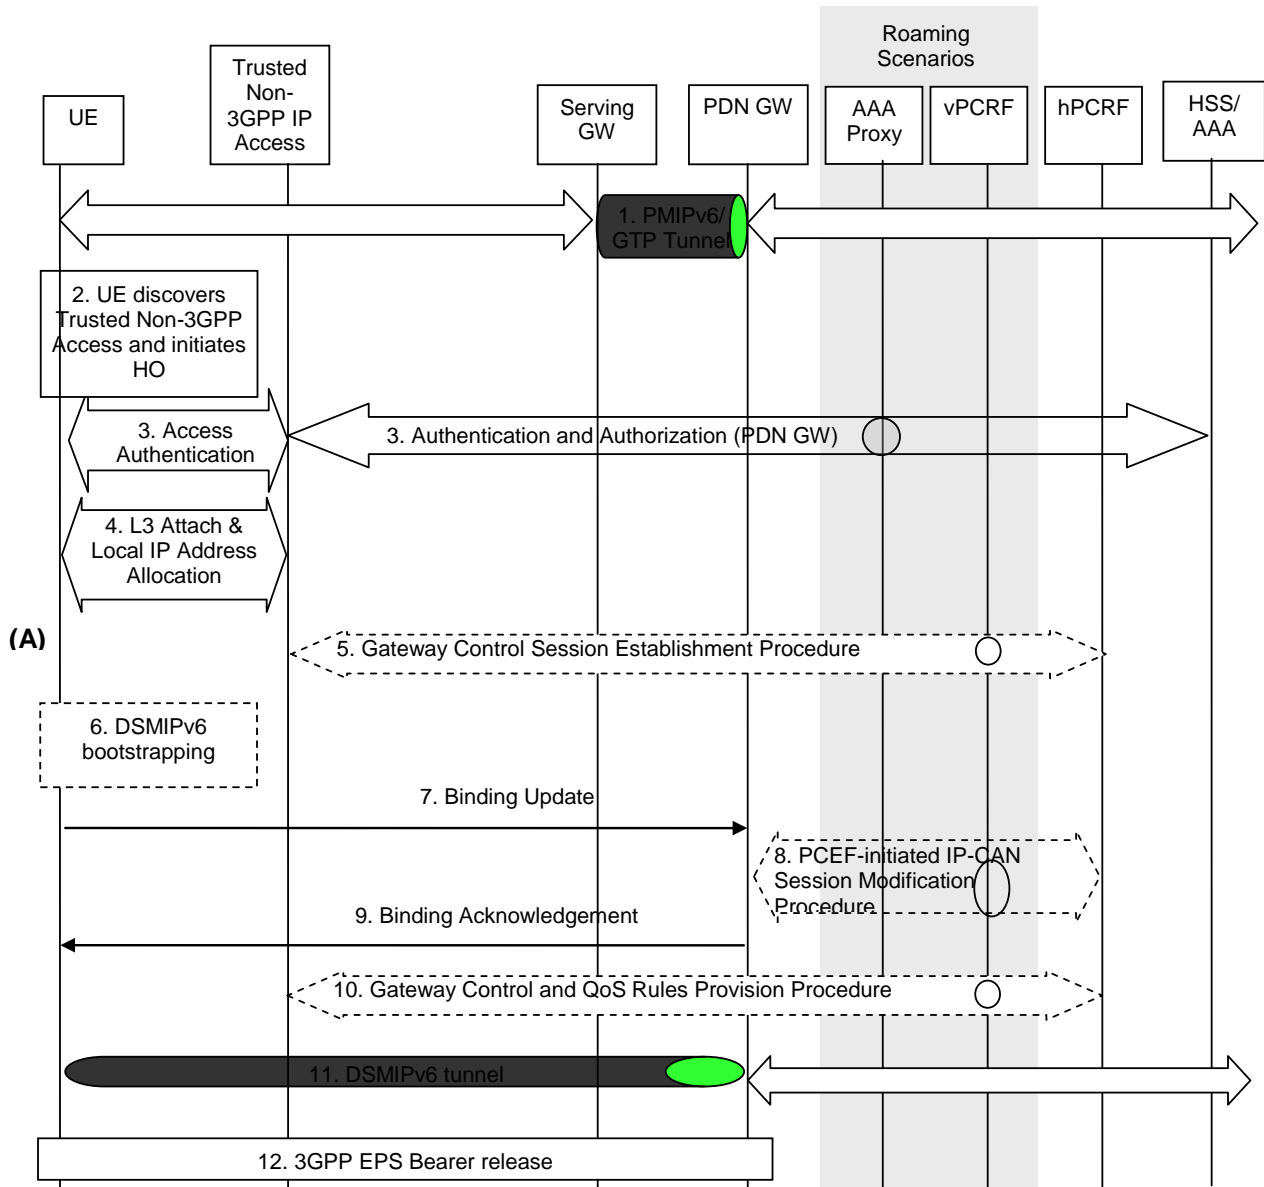 Roaming
Scenarios
UE
Trusted
Non-
3GPP IP
Access
Serving
GW
PDN GW
AAA
Proxy
vPCRF
hPCRF
HSS/
AAA
1. PMIPv6/
GTP Tunnel
2. UE discovers
Trusted Non-3GPP
Access and initiates
HO
3. Access
Authentication
3. Authentication and Authorization (PDN GW)
4. L3 Attach &
Local IP Address
Allocation
(A)
5. Gateway Control Session Establishment Procedure
6. DSMIPv6
bootstrapping
7. Binding Update
8. PCEF-initiated IP-CAN
Session Modification
Procedure
9. Binding Acknowledgement
10. Gateway Control and QoS Rules Provision Procedure
11. DSMIPv6 tunnel
12. 3GPP EPS Bearer release